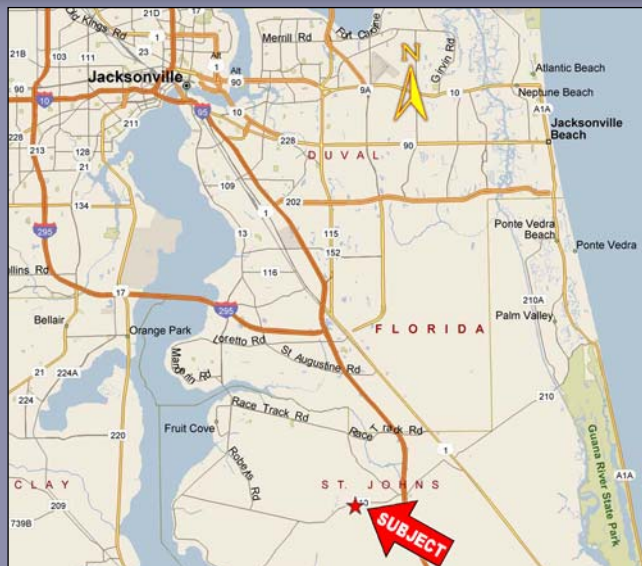 21B
Old Kings Rd
1
21D
1
103
111
23
Alt
1
Merrill Rd
Fort Caroline
Girvin Rd
N
Jacksonville
Alt
90
9A
10
Atlantic Beach
Neptune Beach
A1A
10
95
10
228
90
Jacksonville
Beach
128
211
228
213
DUVAL
109
202
134
1
13
115
152
295
116
Ponte Vedra
Beach
Ponte Vedra
17
295
210A
Bellair
Orange Park
Loretto Rd
FLORIDA
Palm Valley
21
224A
St Augustine Rd
224
Race Track Rd
Race Track Rd
210
220
Fruit Cove
1
Roberts Rd
Guana River State Park
A1A
CLAY
209
ST. JOHNS
739B
SUBJECT